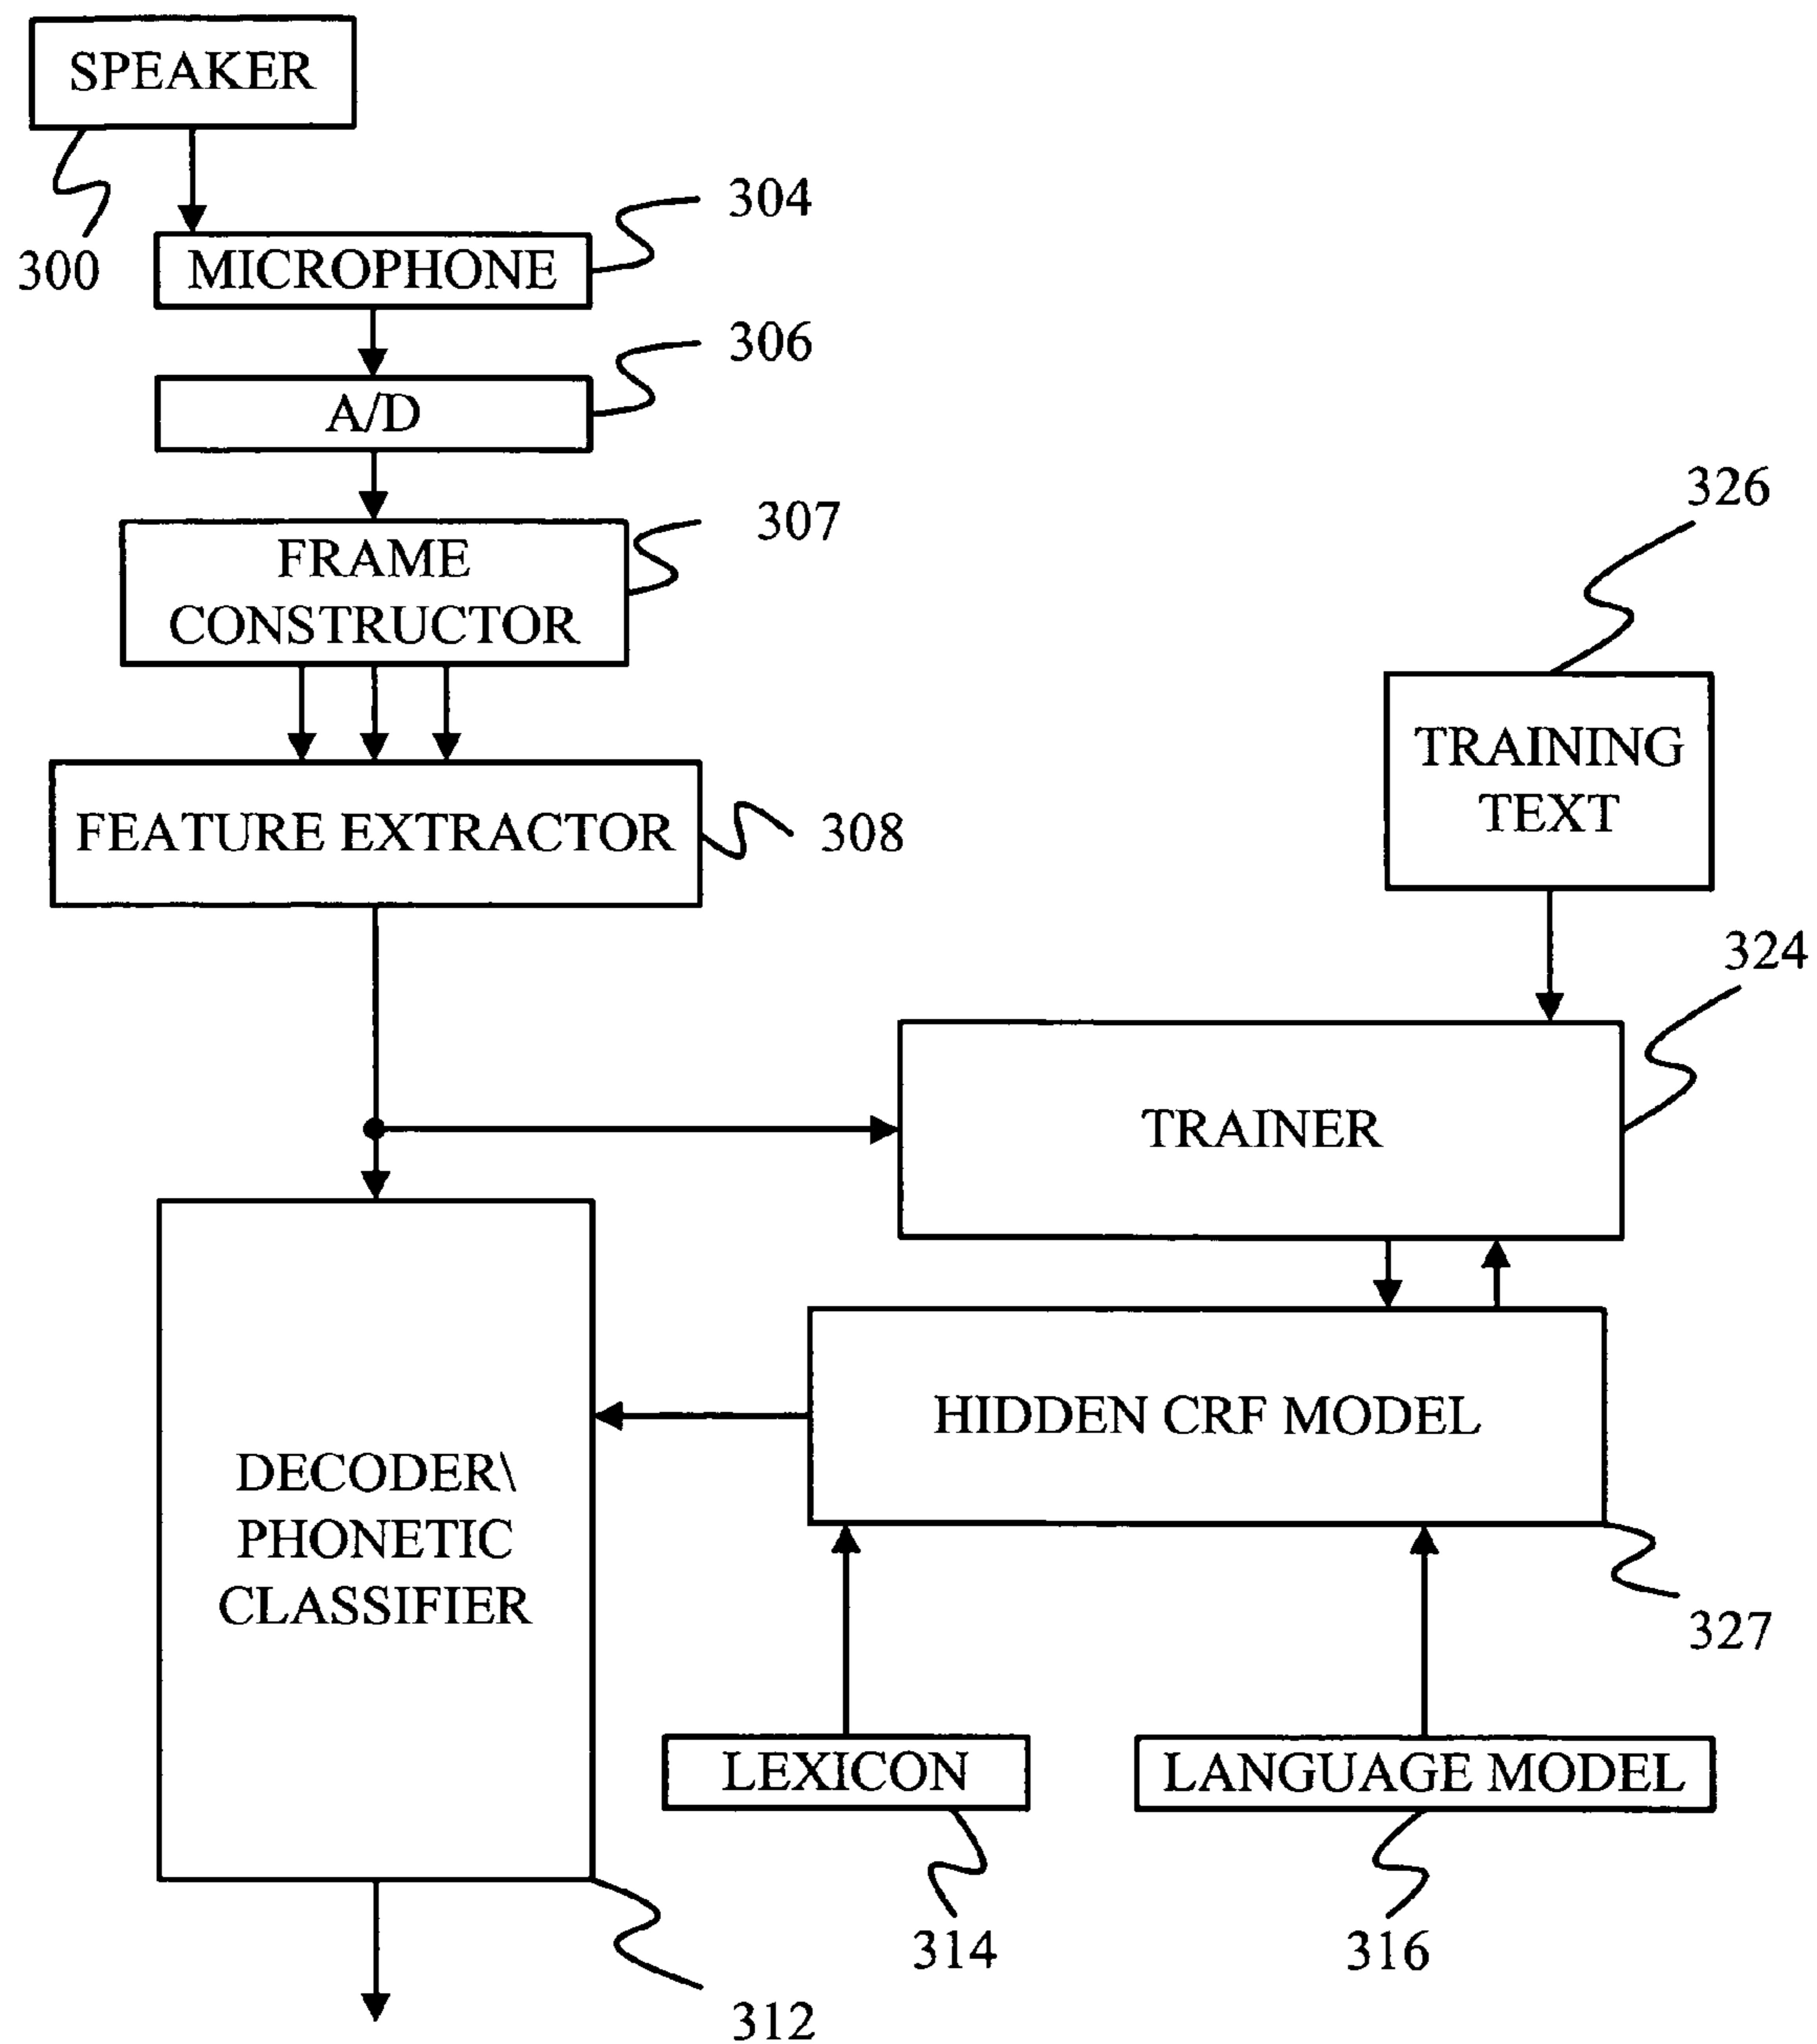 SPEAKER
300
304
MICROPHONE
306
A/D
307
FRAME
CONSTRUCTOR
326
TRAINING
TEXT
FEATURE EXTRACTOR
308
324
TRAINER
HIDDEN CRF MODEL
DECODER\
PHONETIC
CLASSIFIER
327
LEXICON
LANGUAGE MODEL
314
316
312